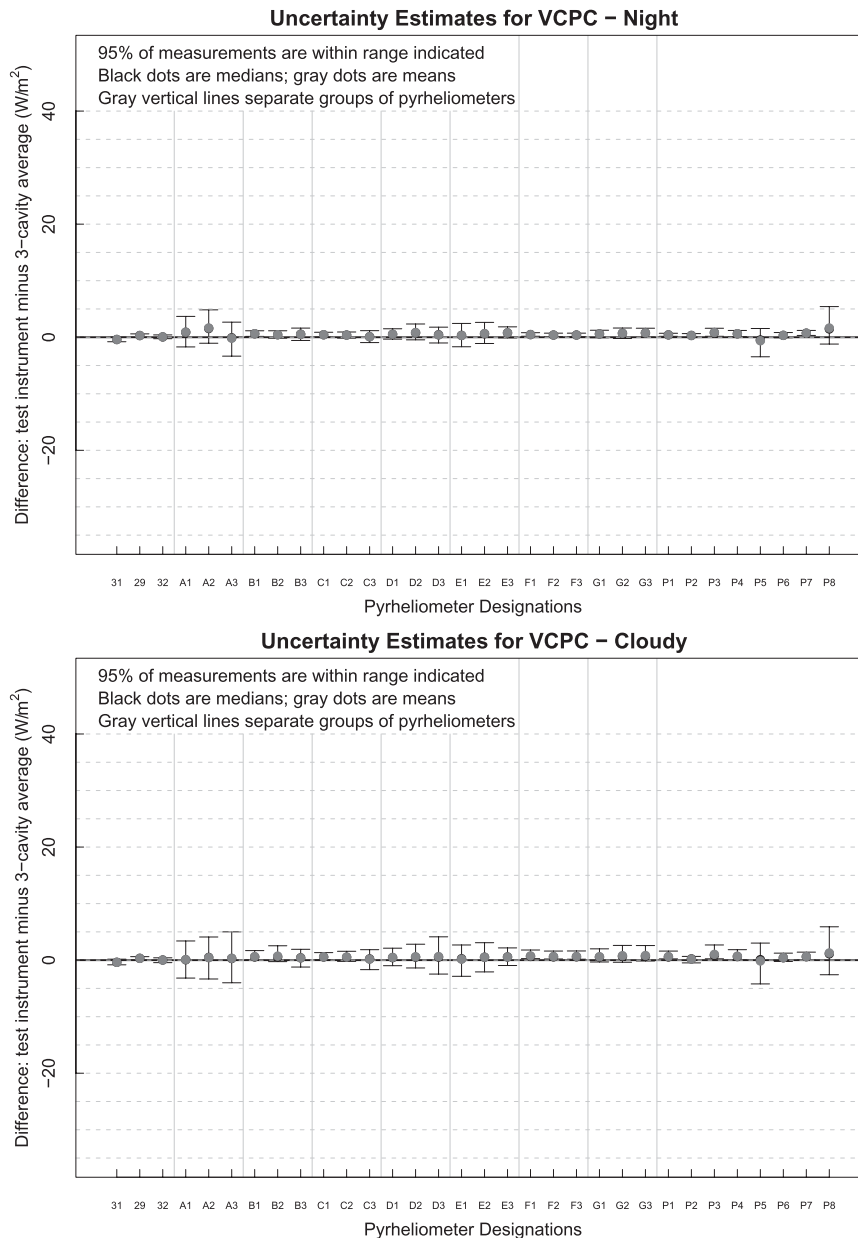 Uncertainty Estimates for VCPC − Night
95% of measurements are within range indicated
Black dots are medians; gray dots are means
Gray vertical lines separate groups of pyrheliometers
Difference: test instrument minus 3−cavity average (W/m²)
40
20
0
−20
31 29 32 A1 A2 A3 B1 B2 B3 C1 C2 C3 D1 D2 D3 E1 E2 E3 F1 F2 F3 G1 G2 G3 P1 P2 P3 P4 P5 P6 P7 P8
Pyrheliometer Designations
Uncertainty Estimates for VCPC − Cloudy
95% of measurements are within range indicated
Black dots are medians; gray dots are means
Gray vertical lines separate groups of pyrheliometers
Difference: test instrument minus 3−cavity average (W/m²)
40
20
0
−20
31 29 32 A1 A2 A3 B1 B2 B3 C1 C2 C3 D1 D2 D3 E1 E2 E3 F1 F2 F3 G1 G2 G3 P1 P2 P3 P4 P5 P6 P7 P8
Pyrheliometer Designations